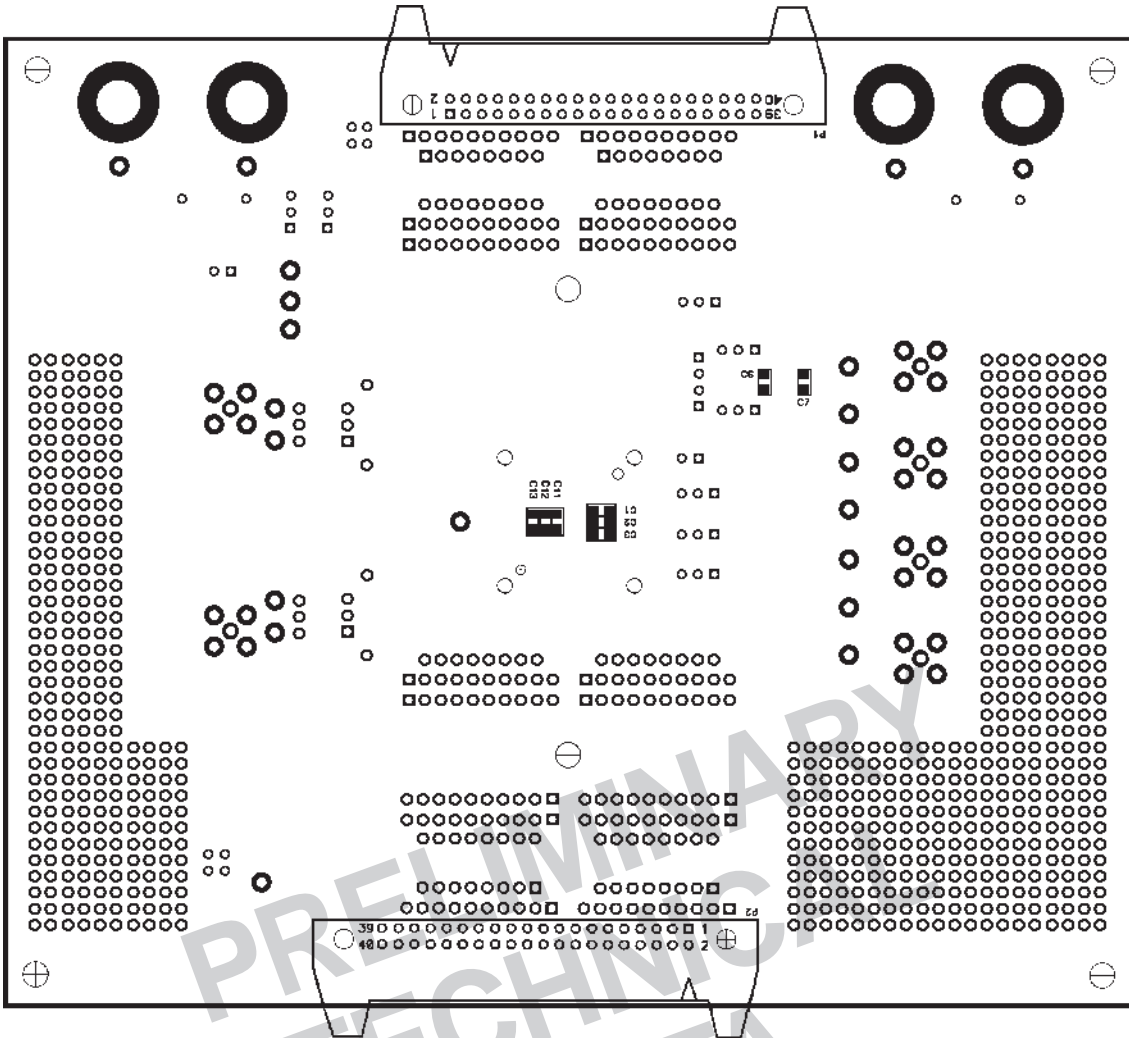 2 40
1 39
P1
C6
C7
C13
C12
C11
C1
C2
C3
P2
39 1
40 2
PRELIMINARY
TECHNICAL